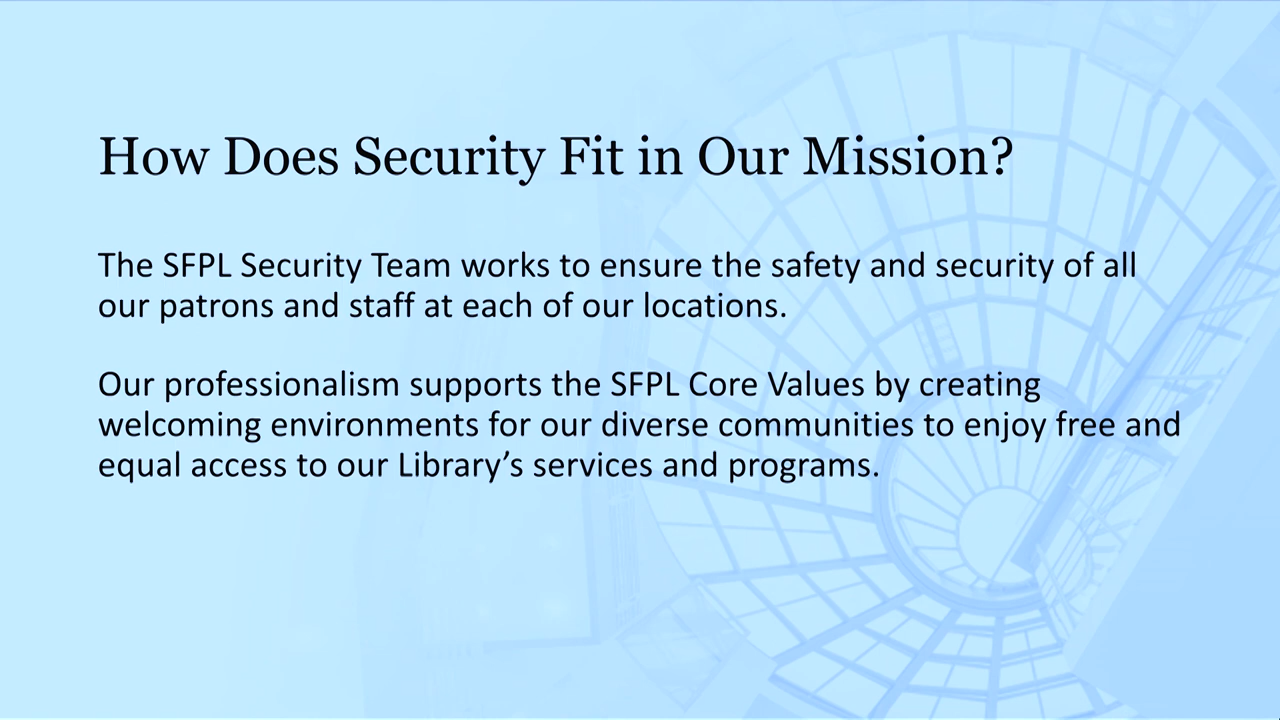 How Does Security Fit in Our Mission?
The SFPL Security Team works to ensure the safety and security of all
our patrons and staff at each of our locations.
Our professionalism supports the SFPL Core Values by creating
welcoming environments for our diverse communities to enjoy free and
equal access to our Library’s services and programs.